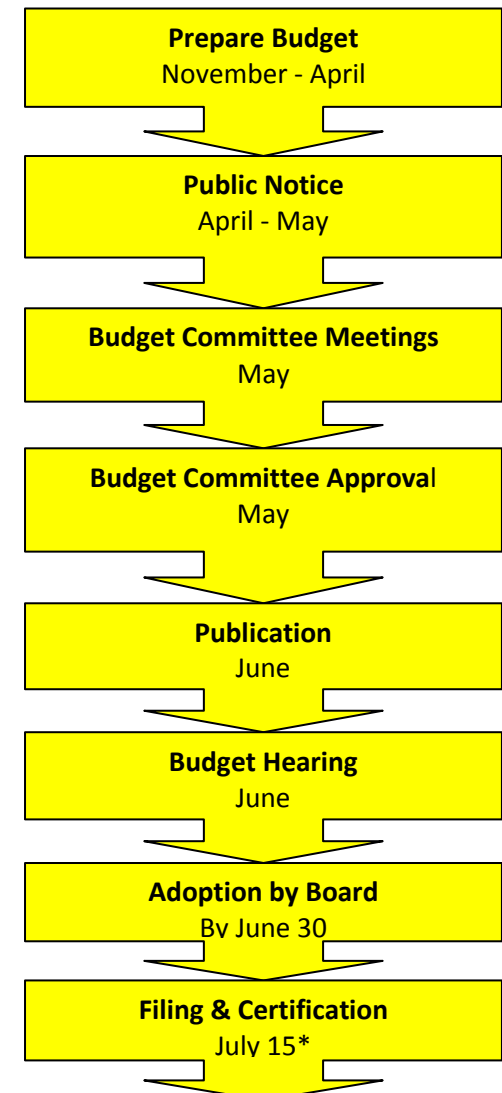 Prepare Budget
November - April
Public Notice
April - May
Budget Committee Meetings
May
Budget Committee Approval
May
Publication
June
Budget Hearing
June
Adoption by Board
By June 30
Filing & Certification
July 15*